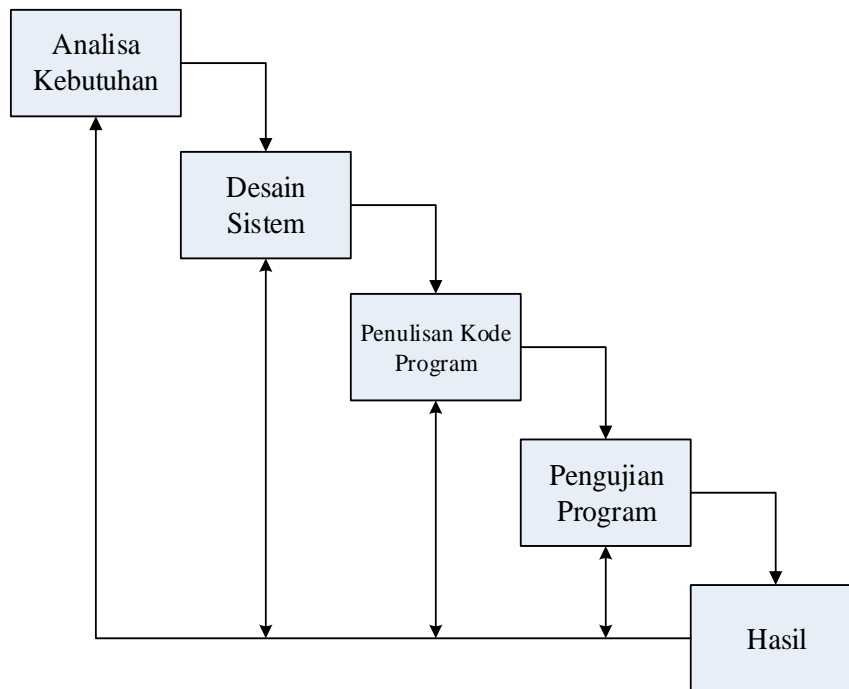 Analisa
Kebutuhan
Desain
Sistem
Penulisan Kode
Program
Pengujian
Program
Hasil